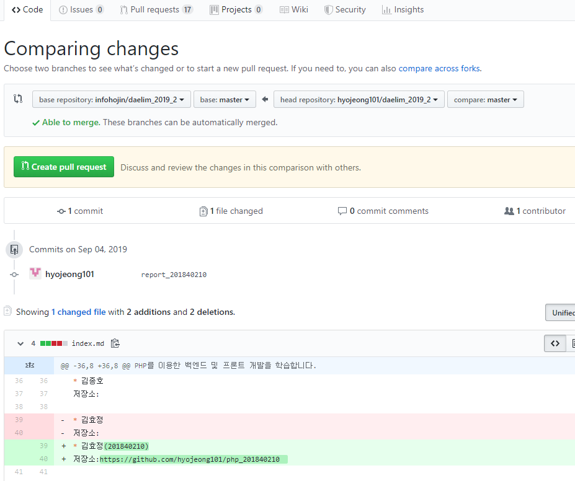 Code Issues 0 Pull requests 17 Projects 0 Wiki Security Insights
Comparing changes
Choose two branches to see what's changed or to start a new pull request. If you need to, you can also compare across forks.
base repository: infohojin/daelim_2019_2 base: master head repository: hyojeong101/daelim_2019_2 compare: master
Able to merge. These branches can be automatically merged.
Create pull request Discuss and review the changes in this comparison with others.
1 commit 1 file changed 0 commit comments 1 contributor
Commits on Sep 04, 2019
hyojeong101 report_201840210
Showing 1 changed file with 2 additions and 2 deletions. Unified
4 index.md <>
@@ -36,8 +36,8 @@ PHP를 이용한 백엔드 및 프론트 개발을 학습합니다.
36 36 * 김종호
37 37 저장소:
38 38
39 - * 김효정
40 - 저장소:
39 + * 김효정(201840210)
40 + 저장소:https://github.com/hyojeong101/php_201840210
41 41